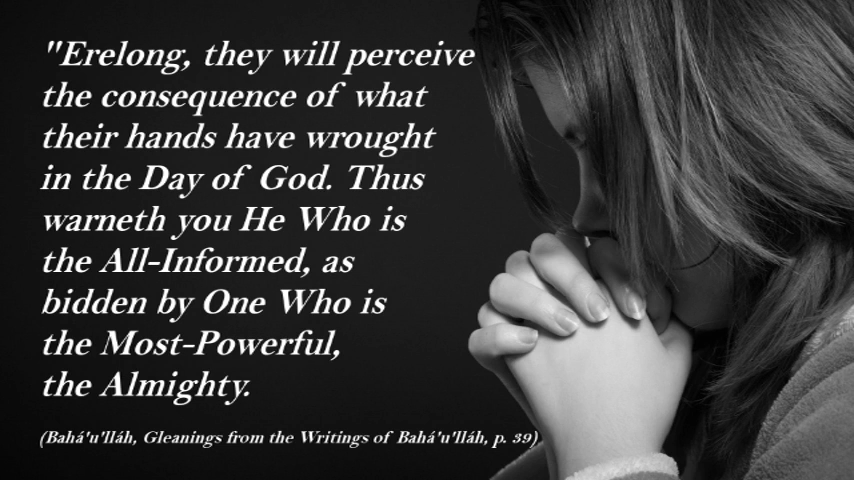 "Erelong, they will perceive
the consequence of what
their hands have wrought
in the Day of God. Thus
warneth you He Who is
the All-Informed, as
bidden by One Who is
the Most-Powerful,
the Almighty.
(Bahá'u'lláh, Gleanings from the Writings of Bahá'u'lláh, p. 39)